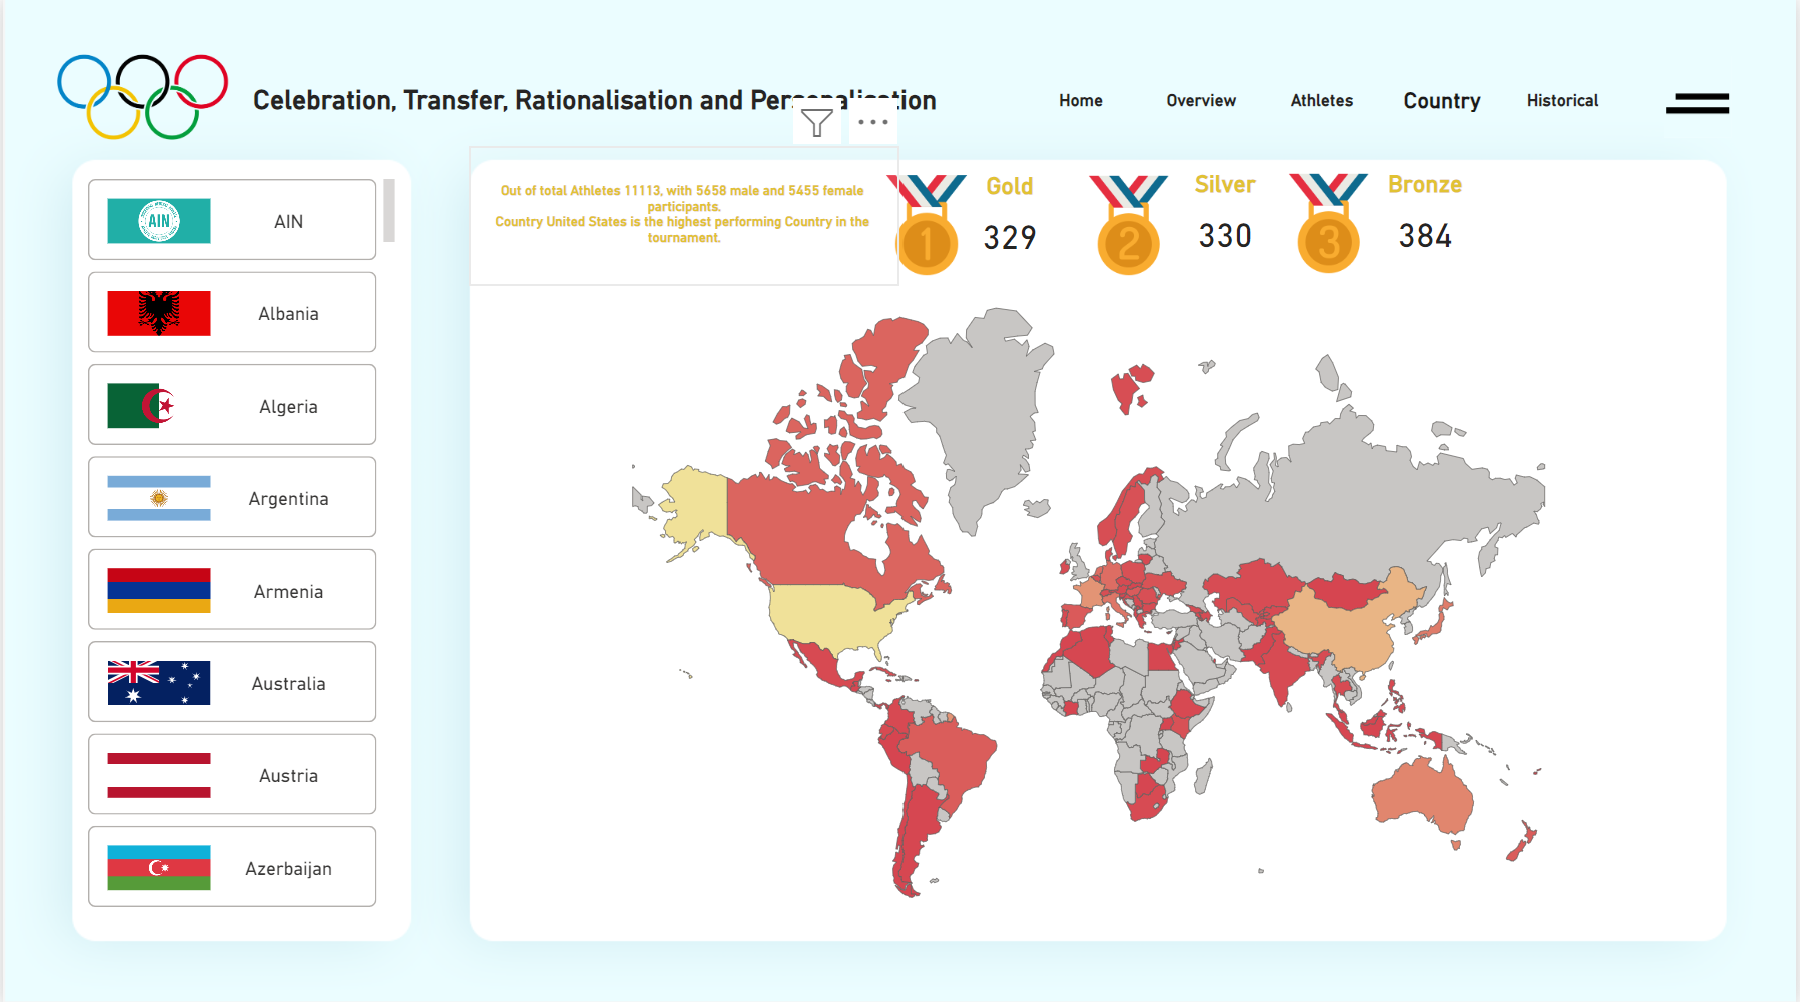 Celebration, Transfer, Rationalisation and Personalisation
Home
Overview
Athletes
Country
Historical
AIN
AIN
Albania
Algeria
Argentina
Armenia
Australia
Austria
Azerbaijan
Out of total Athletes 11113, with 5658 male and 5455 female
participants.
Country United States is the highest performing Country in the
tournament.
1
Gold
329
2
Silver
330
3
Bronze
384